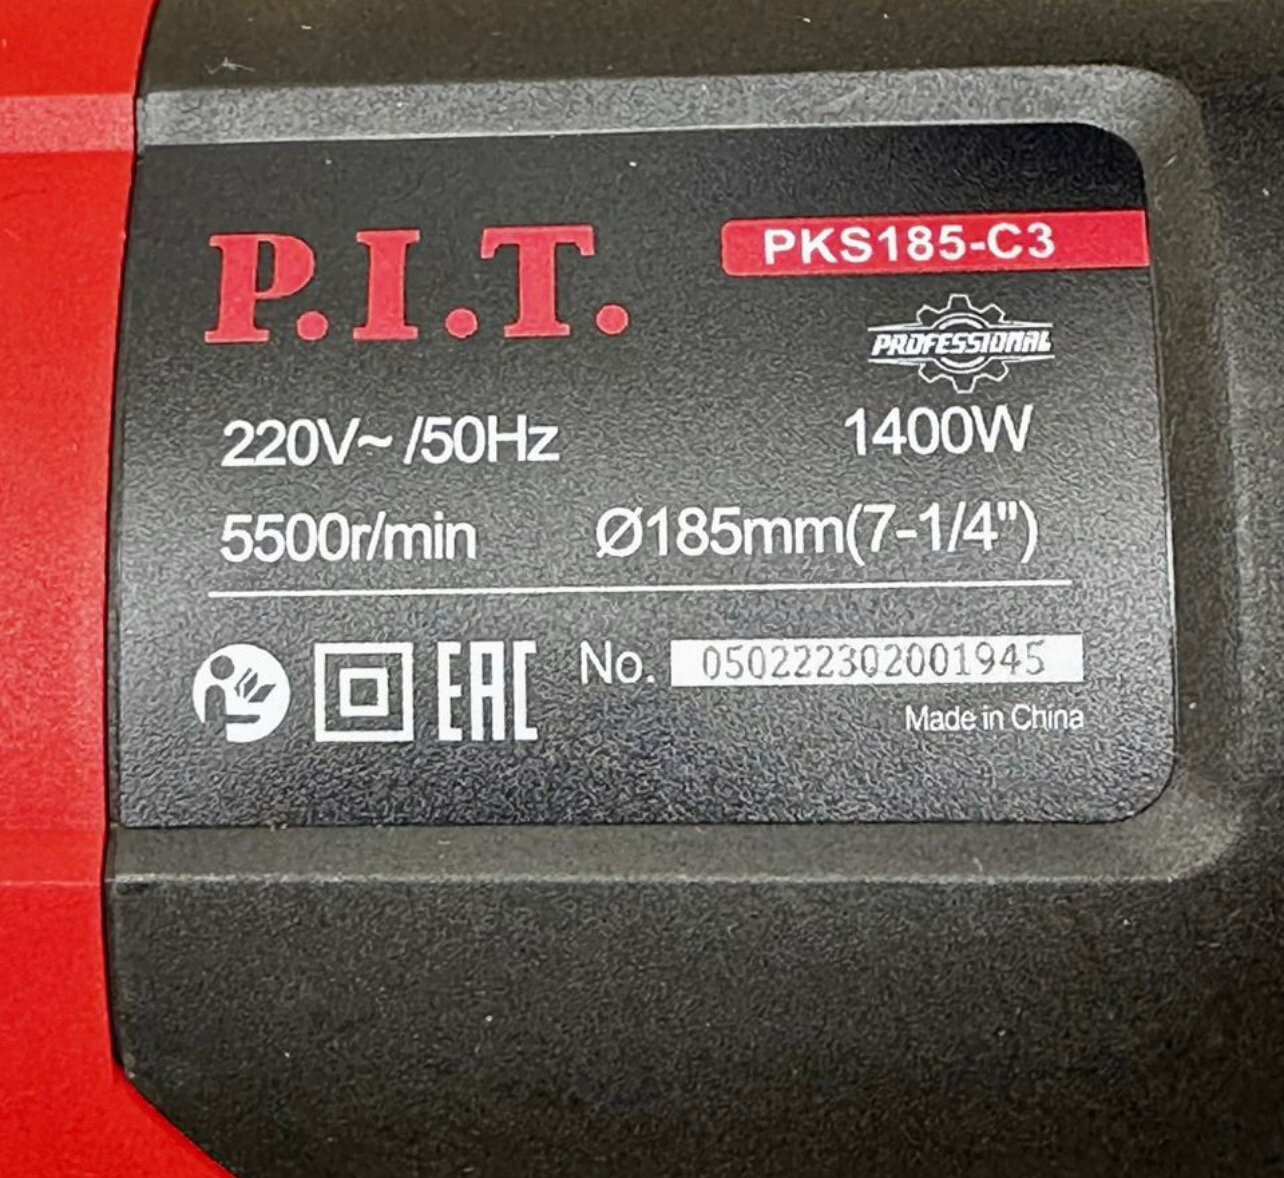 P.I.T.
PKS185-C3
PROFESSIONAL
220V~ /50Hz
1400W
5500r/min
Ø185mm(7-1/4")
EAC
No. 050222302001945
Made in China